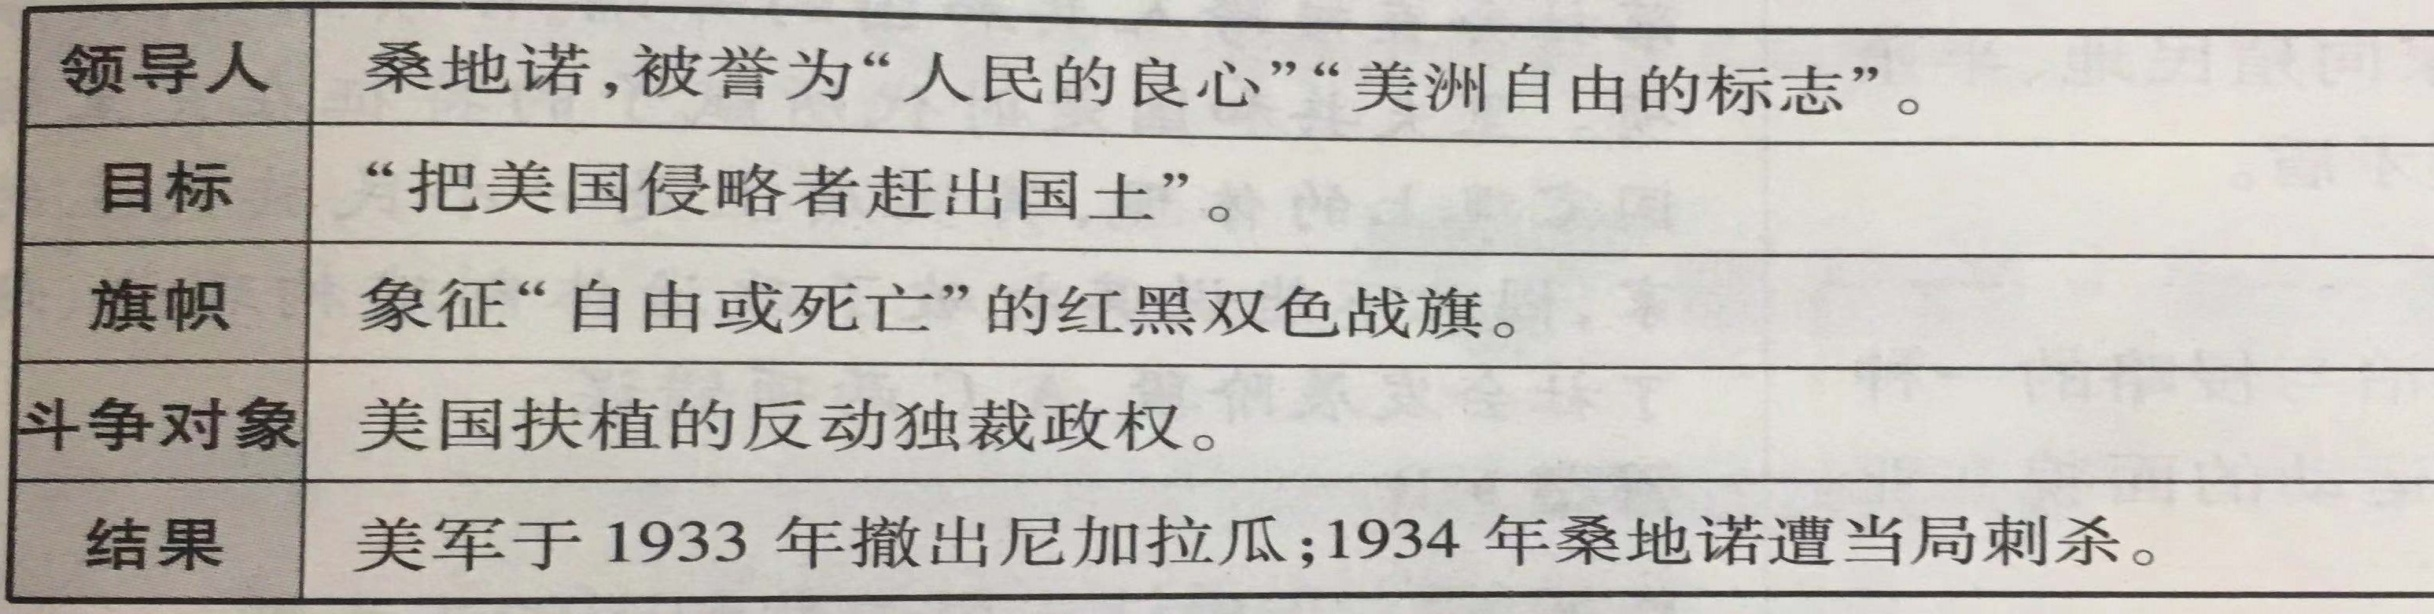 领导人 桑地诺，被誉为“人民的良心”“美洲自由的标志”。
目标 “把美国侵略者赶出国土”。
旗帜 象征“自由或死亡”的红黑双色战旗。
斗争对象 美国扶植的反动独裁政权。
结果 美军于1933年撤出尼加拉瓜；1934年桑地诺遭当局刺杀。